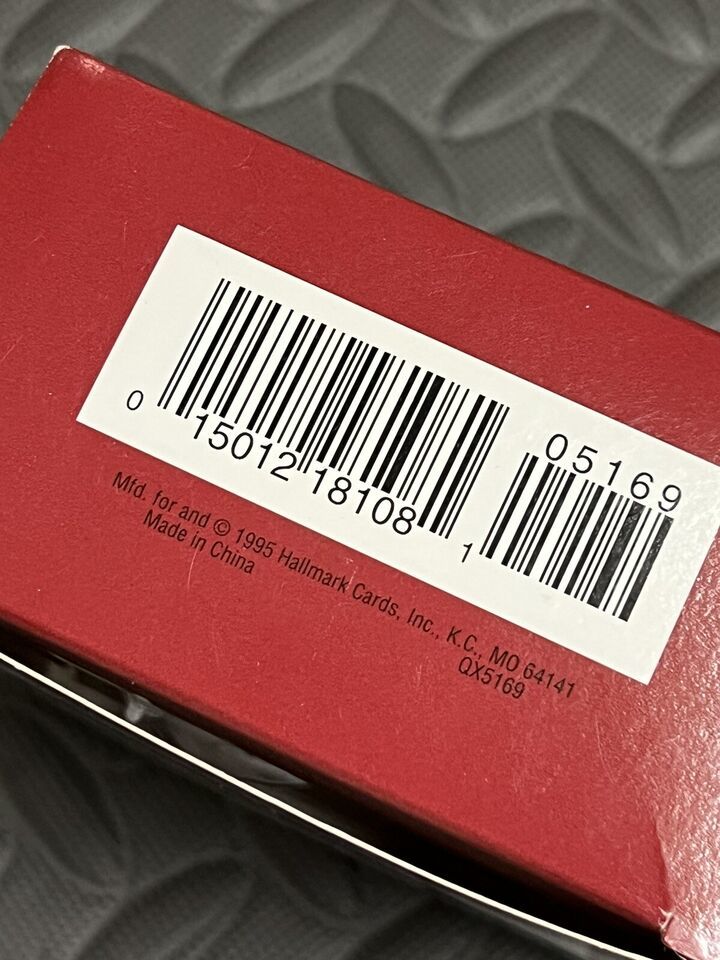 05169
0 15012 18108 1
Mfd. for and © 1995 Hallmark Cards, Inc., K.C., MO 64141
Made in China
QX5169